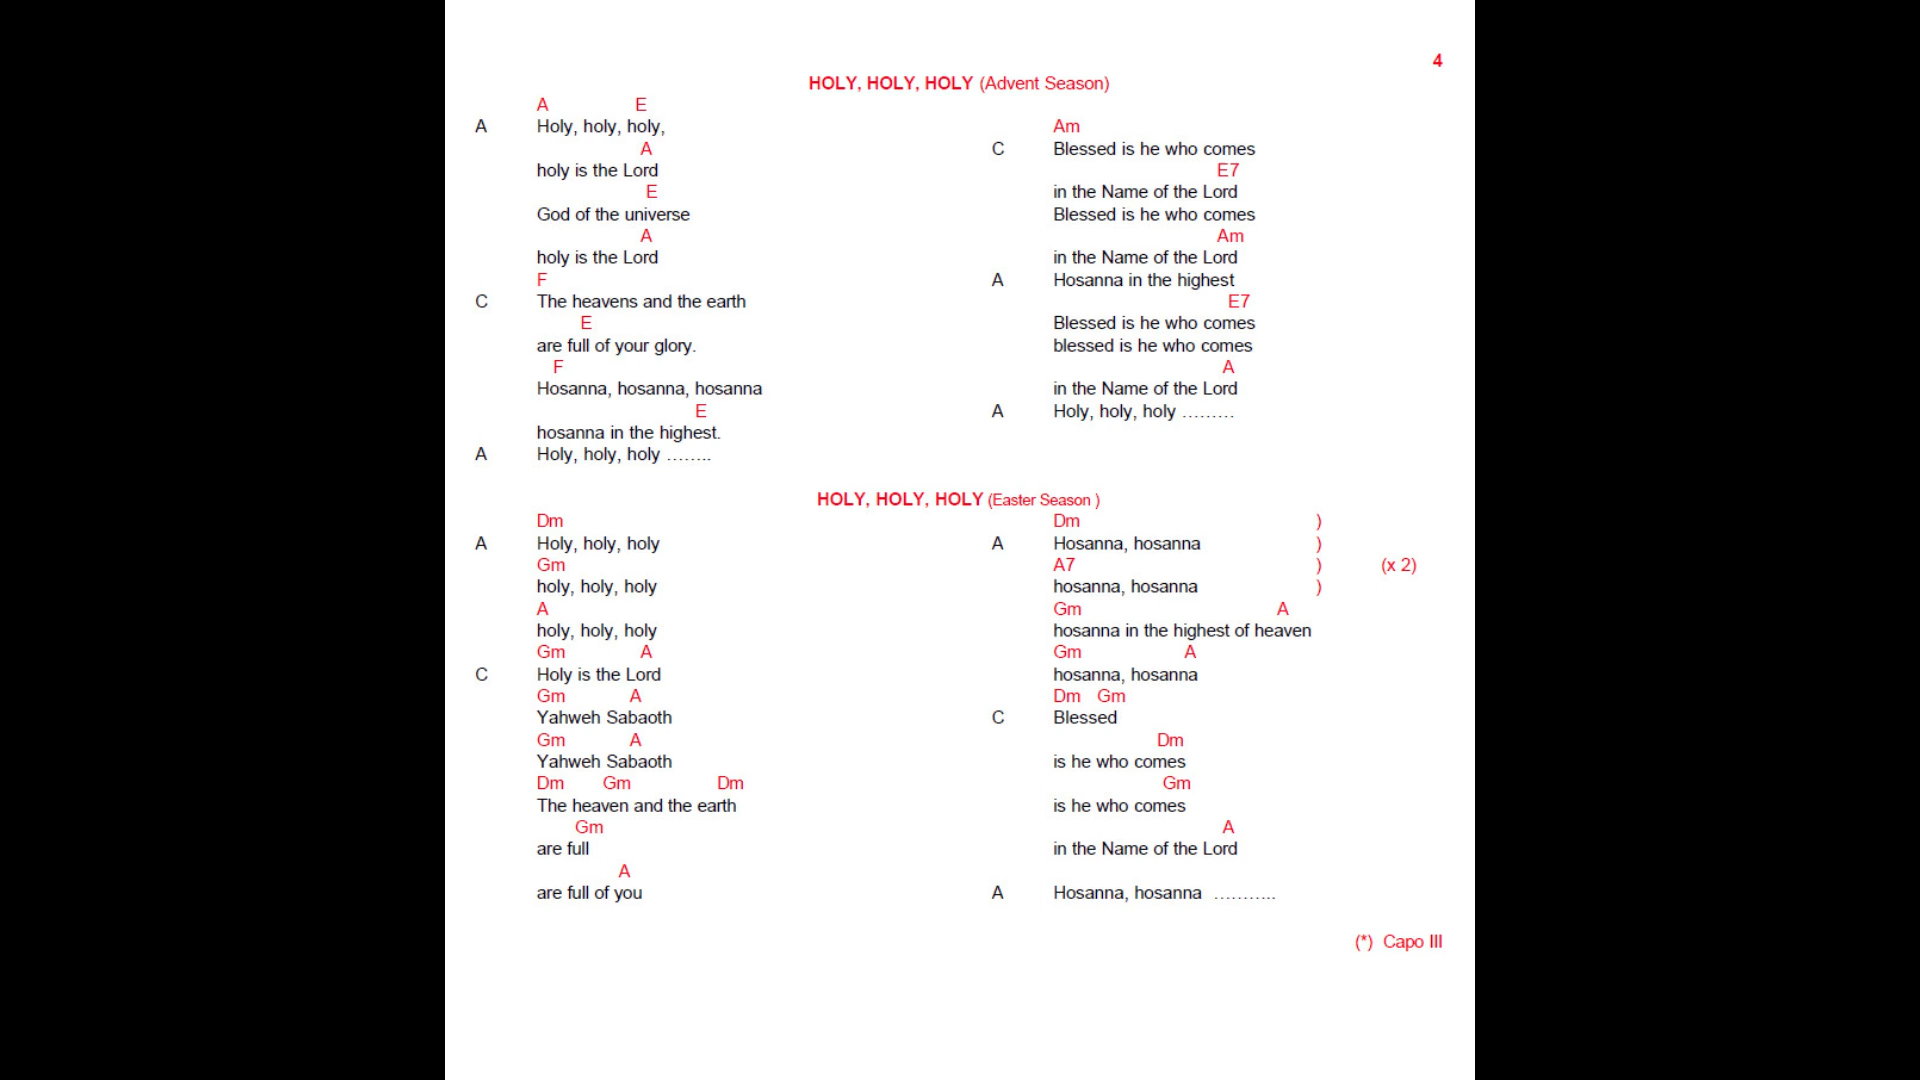 4
HOLY, HOLY, HOLY (Advent Season)
A E
A Holy, holy, holy,
A
holy is the Lord
E
God of the universe
A
holy is the Lord
F
C The heavens and the earth
E
are full of your glory.
F
Hosanna, hosanna, hosanna
E
hosanna in the highest.
A Holy, holy, holy ........
Am
C Blessed is he who comes
E7
in the Name of the Lord
Blessed is he who comes
Am
in the Name of the Lord
A Hosanna in the highest
E7
Blessed is he who comes
blessed is he who comes
A
in the Name of the Lord
A Holy, holy, holy .........
HOLY, HOLY, HOLY (Easter Season )
Dm
A Holy, holy, holy
Gm
holy, holy, holy
A
holy, holy, holy
Gm A
C Holy is the Lord
Gm A
Yahweh Sabaoth
Gm A
Yahweh Sabaoth
Dm Gm Dm
The heaven and the earth
Gm
are full
A
are full of you
Dm )
A Hosanna, hosanna )
A7 ) (x 2)
hosanna, hosanna )
Gm A
hosanna in the highest of heaven
Gm A
hosanna, hosanna
Dm Gm
C Blessed
Dm
is he who comes
Gm
is he who comes
A
in the Name of the Lord
A Hosanna, hosanna ...........
(*) Capo III